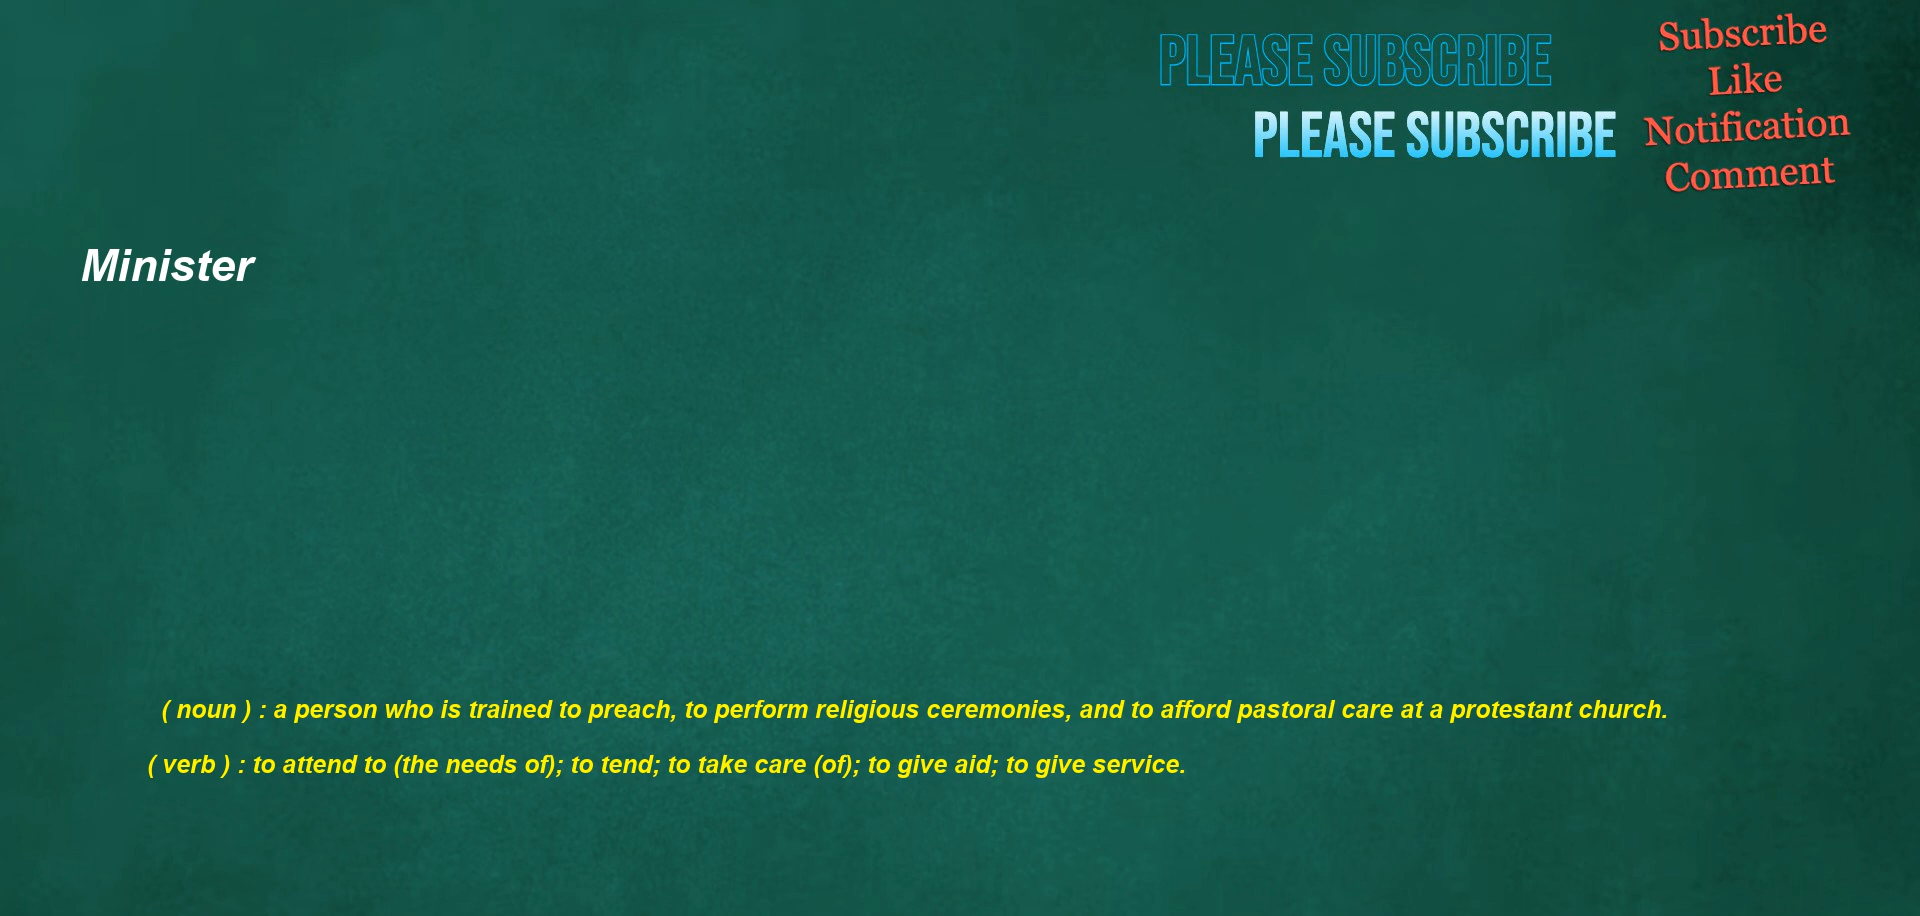 PLEASE SUBSCRIBE
PLEASE SUBSCRIBE
Subscribe
Like
Notification
Comment
Minister
( noun ) : a person who is trained to preach, to perform religious ceremonies, and to afford pastoral care at a protestant church.
( verb ) : to attend to (the needs of); to tend; to take care (of); to give aid; to give service.